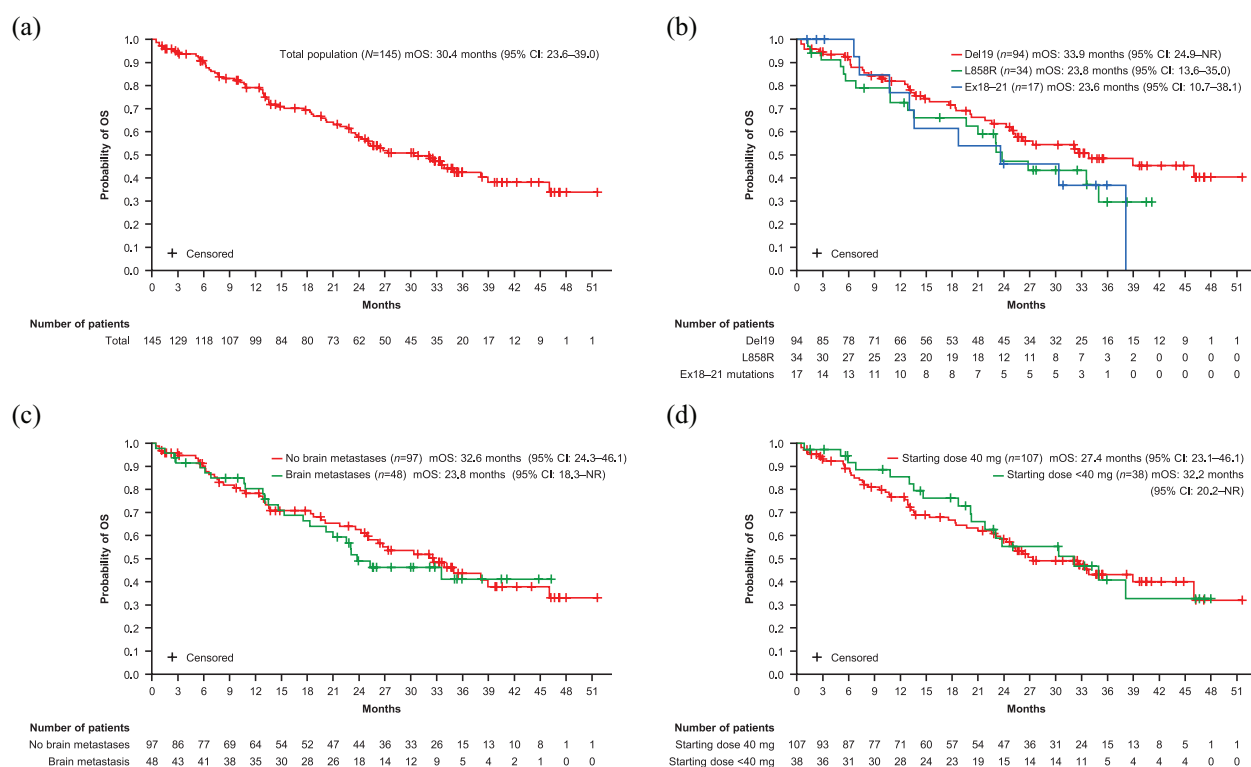 (a)
Total population (N=145) mOS: 30.4 months (95% CI: 23.6–39.0)
Probability of OS
1.0
0.9
0.8
0.7
0.6
0.5
0.4
0.3
0.2
0.1
0.0
Censored
0 3 6 9 12 15 18 21 24 27 30 33 36 39 42 45 48 51
Months
Number of patients
Total 145 129 118 107 99 84 80 73 62 50 45 35 20 17 12 9 1 1
(b)
Del19 (n=94) mOS: 33.9 months (95% CI: 24.9–NR)
L858R (n=34) mOS: 23.8 months (95% CI: 13.6–35.0)
Ex18–21 (n=17) mOS: 23.6 months (95% CI: 10.7–38.1)
Probability of OS
1.0
0.9
0.8
0.7
0.6
0.5
0.4
0.3
0.2
0.1
0.0
Censored
0 3 6 9 12 15 18 21 24 27 30 33 36 39 42 45 48 51
Months
Number of patients
Del19 94 85 78 71 66 56 53 48 45 34 32 25 16 15 12 9 1 1
L858R 34 30 27 25 23 20 19 18 12 11 8 7 3 2 0 0 0 0
Ex18–21 mutations 17 14 13 11 10 8 8 7 5 5 5 3 1 0 0 0 0 0
(c)
No brain metastases (n=97) mOS: 32.6 months (95% CI: 24.3–46.1)
Brain metastases (n=48) mOS: 23.8 months (95% CI: 18.3–NR)
Probability of OS
1.0
0.9
0.8
0.7
0.6
0.5
0.4
0.3
0.2
0.1
0.0
Censored
0 3 6 9 12 15 18 21 24 27 30 33 36 39 42 45 48 51
Months
Number of patients
No brain metastases 97 86 77 69 64 54 52 47 44 36 33 26 15 13 10 8 1 1
Brain metastasis 48 43 41 38 35 30 28 26 18 14 12 9 5 4 2 1 0 0
(d)
Starting dose 40 mg (n=107) mOS: 27.4 months (95% CI: 23.1–46.1)
Starting dose <40 mg (n=38) mOS: 32.2 months
(95% CI: 20.2–NR)
Probability of OS
1.0
0.9
0.8
0.7
0.6
0.5
0.4
0.3
0.2
0.1
0.0
Censored
0 3 6 9 12 15 18 21 24 27 30 33 36 39 42 45 48 51
Months
Number of patients
Starting dose 40 mg 107 93 87 77 71 60 57 54 47 36 31 24 15 13 8 5 1 1
Starting dose <40 mg 38 36 31 30 28 24 23 19 15 14 14 11 5 4 4 4 0 0